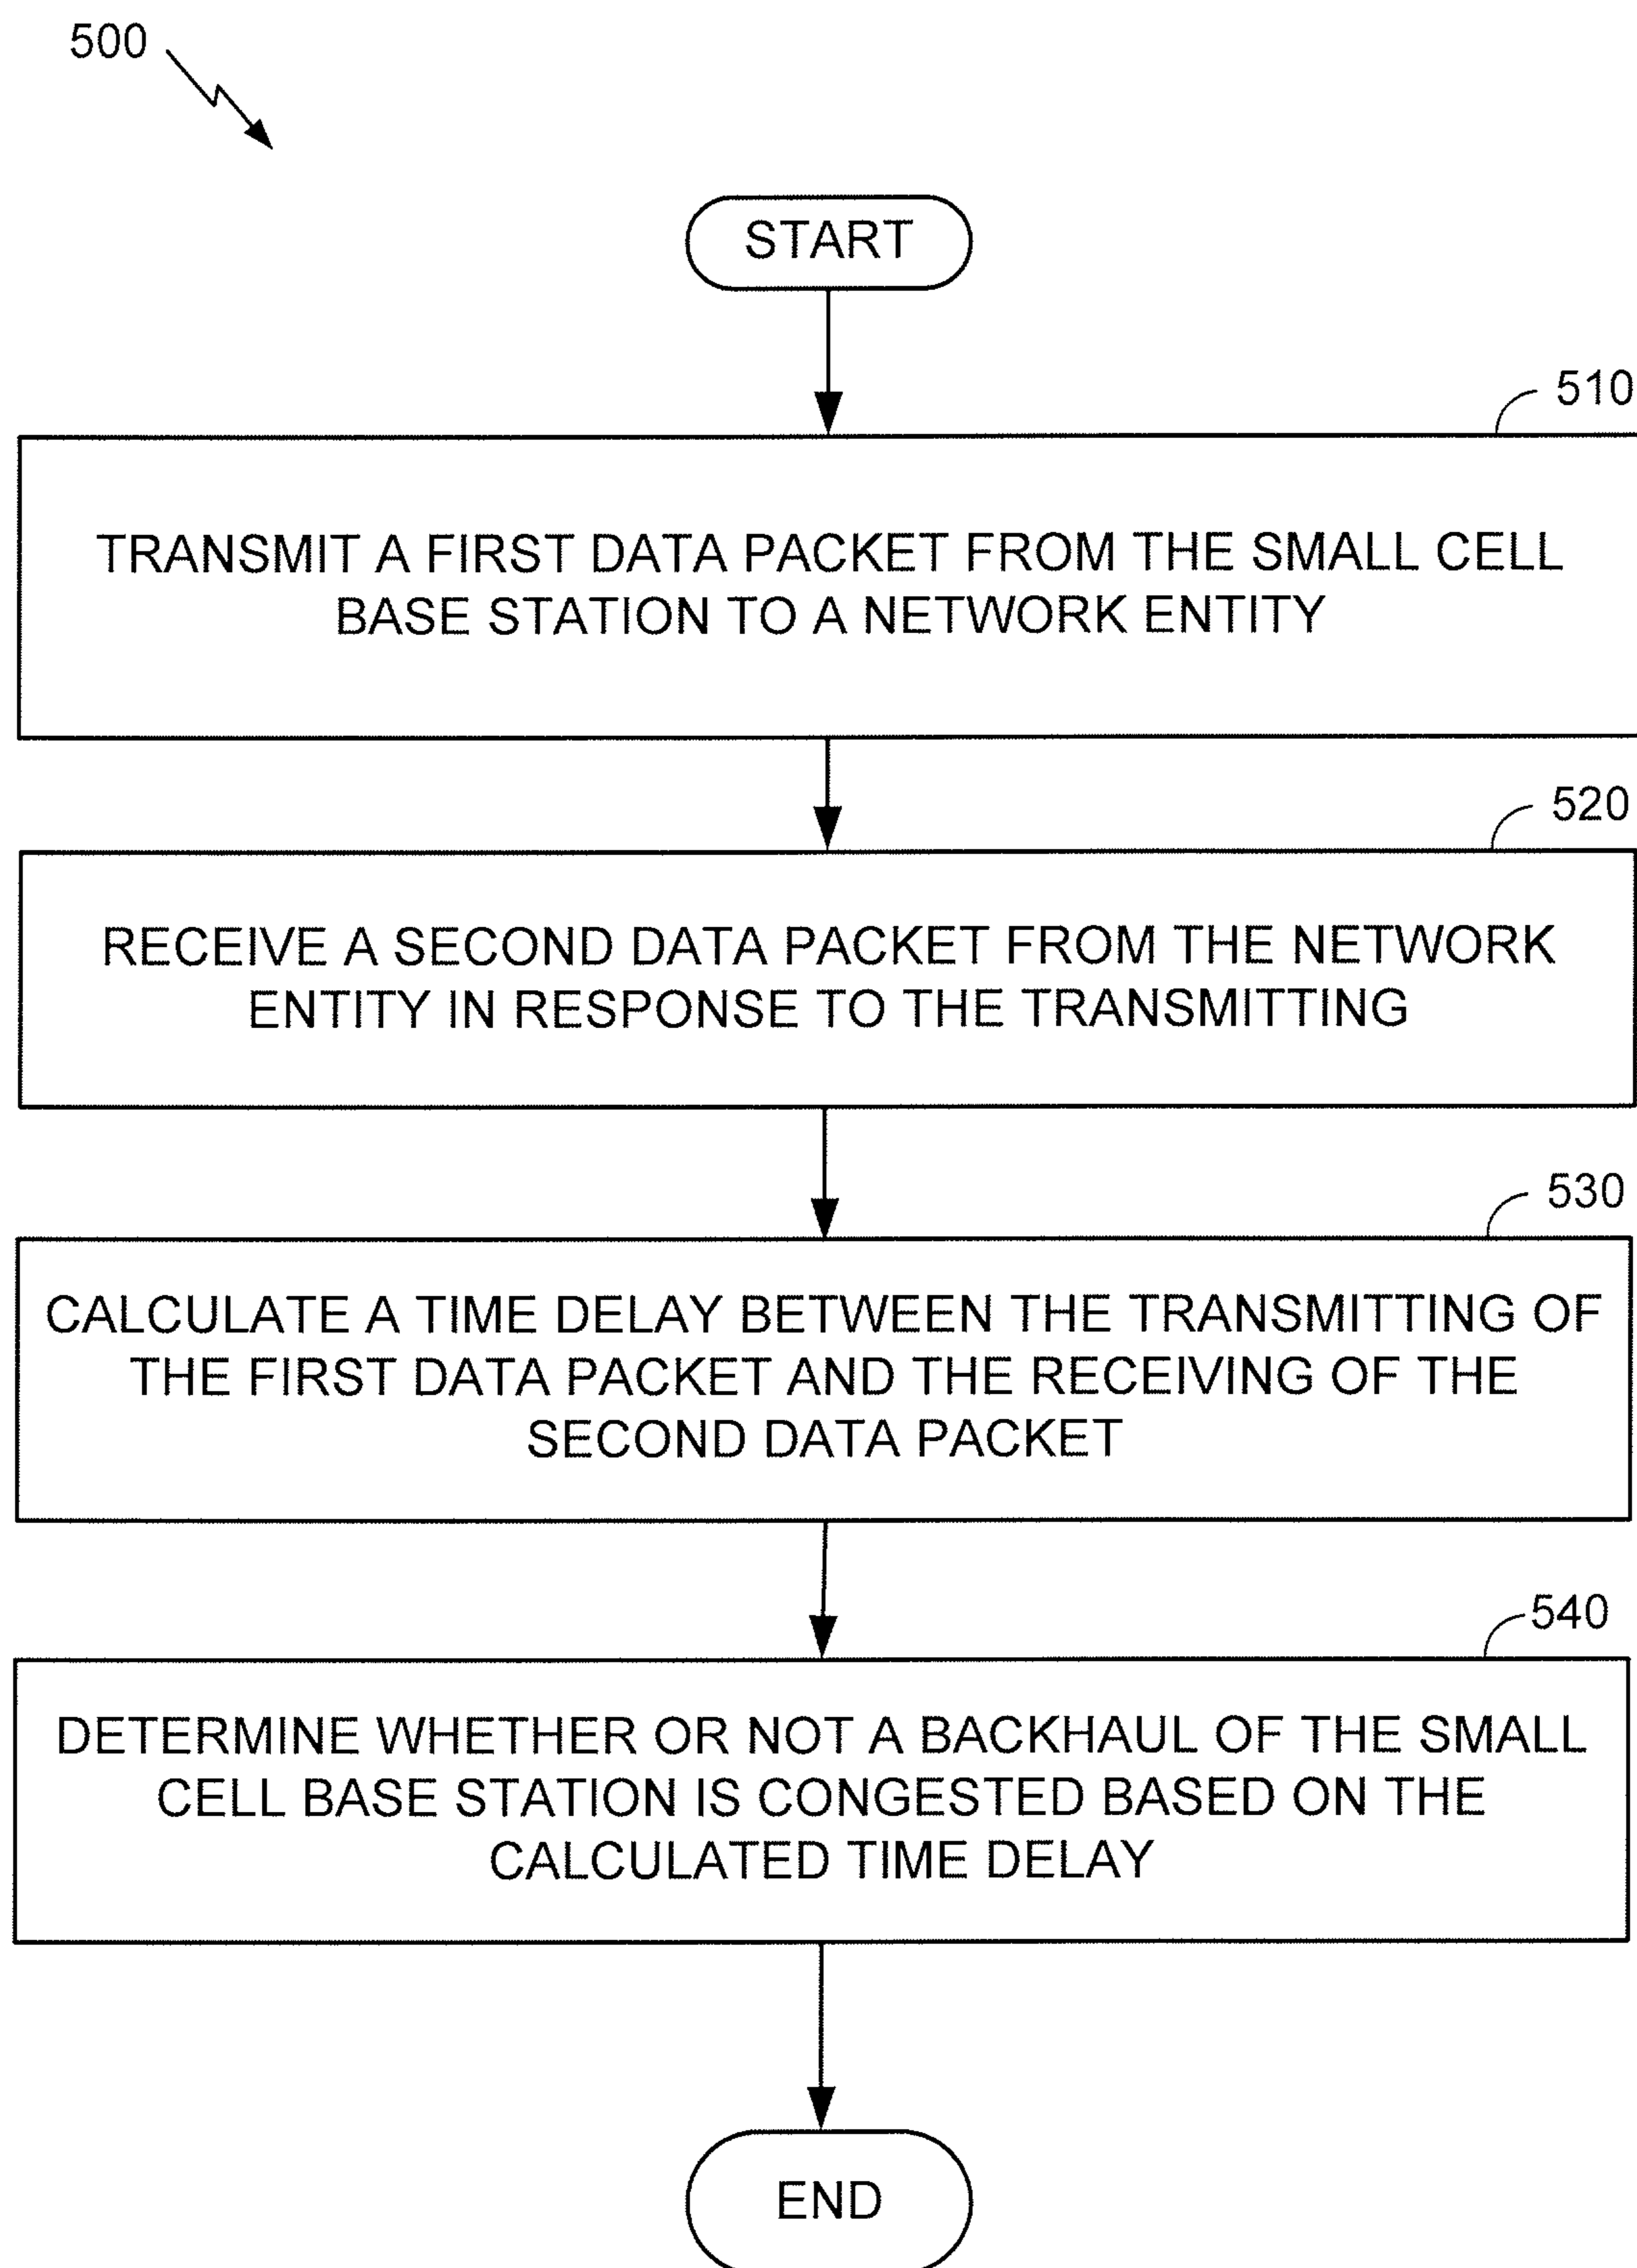 500
START
510
TRANSMIT A FIRST DATA PACKET FROM THE SMALL CELL
BASE STATION TO A NETWORK ENTITY
520
RECEIVE A SECOND DATA PACKET FROM THE NETWORK
ENTITY IN RESPONSE TO THE TRANSMITTING
530
CALCULATE A TIME DELAY BETWEEN THE TRANSMITTING OF
THE FIRST DATA PACKET AND THE RECEIVING OF THE
SECOND DATA PACKET
540
DETERMINE WHETHER OR NOT A BACKHAUL OF THE SMALL
CELL BASE STATION IS CONGESTED BASED ON THE
CALCULATED TIME DELAY
END